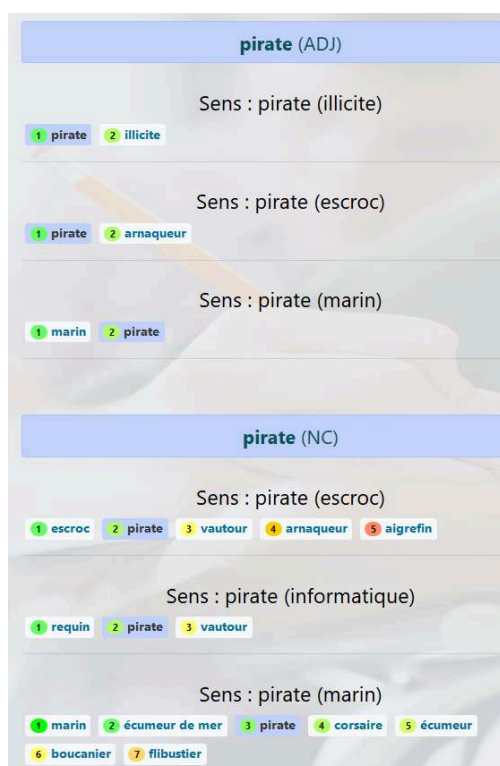 pirate (ADJ)
Sens : pirate (illicite)
1 pirate 2 illicite
Sens : pirate (escroc)
1 pirate 2 arnaqueur
Sens : pirate (marin)
1 marin 2 pirate
pirate (NC)
Sens : pirate (escroc)
1 escroc 2 pirate 3 vautour 4 arnaqueur 5 aigrefin
Sens : pirate (informatique)
1 requin 2 pirate 3 vautour
Sens : pirate (marin)
1 marin 2 écumeur de mer 3 pirate 4 corsaire 5 écumeur
6 boucanier 7 flibustier